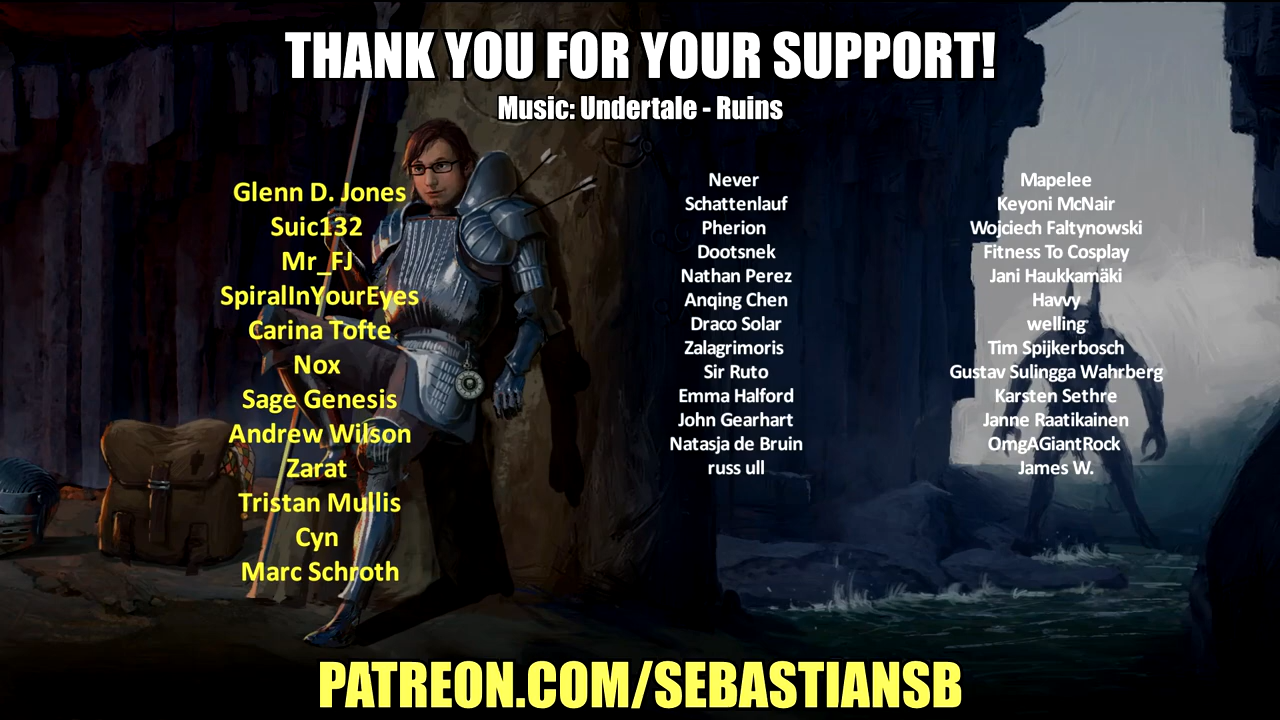 THANK YOU FOR YOUR SUPPORT!
Music: Undertale - Ruins
Glenn D. Jones
Suic132
Mr_FJ
SpiralInYourEyes
Carina Tofte
Nox
Sage Genesis
Andrew Wilson
Zarat
Tristan Mullis
Cyn
Marc Schroth
Never
Schattenlauf
Pherion
Dootsnek
Nathan Perez
Anqing Chen
Draco Solar
Zalagrimoris
Sir Ruto
Emma Halford
John Gearhart
Natasja de Bruin
russ ull
Mapelee
Keyoni McNair
Wojciech Faltynowski
Fitness To Cosplay
Jani Haukkamäki
Havvy
welling
Tim Spijkerbosch
Gustav Sulingga Wahrberg
Karsten Sethre
Janne Raatikainen
OmgAGiantRock
James W.
PATREON.COM/SEBASTIANSB